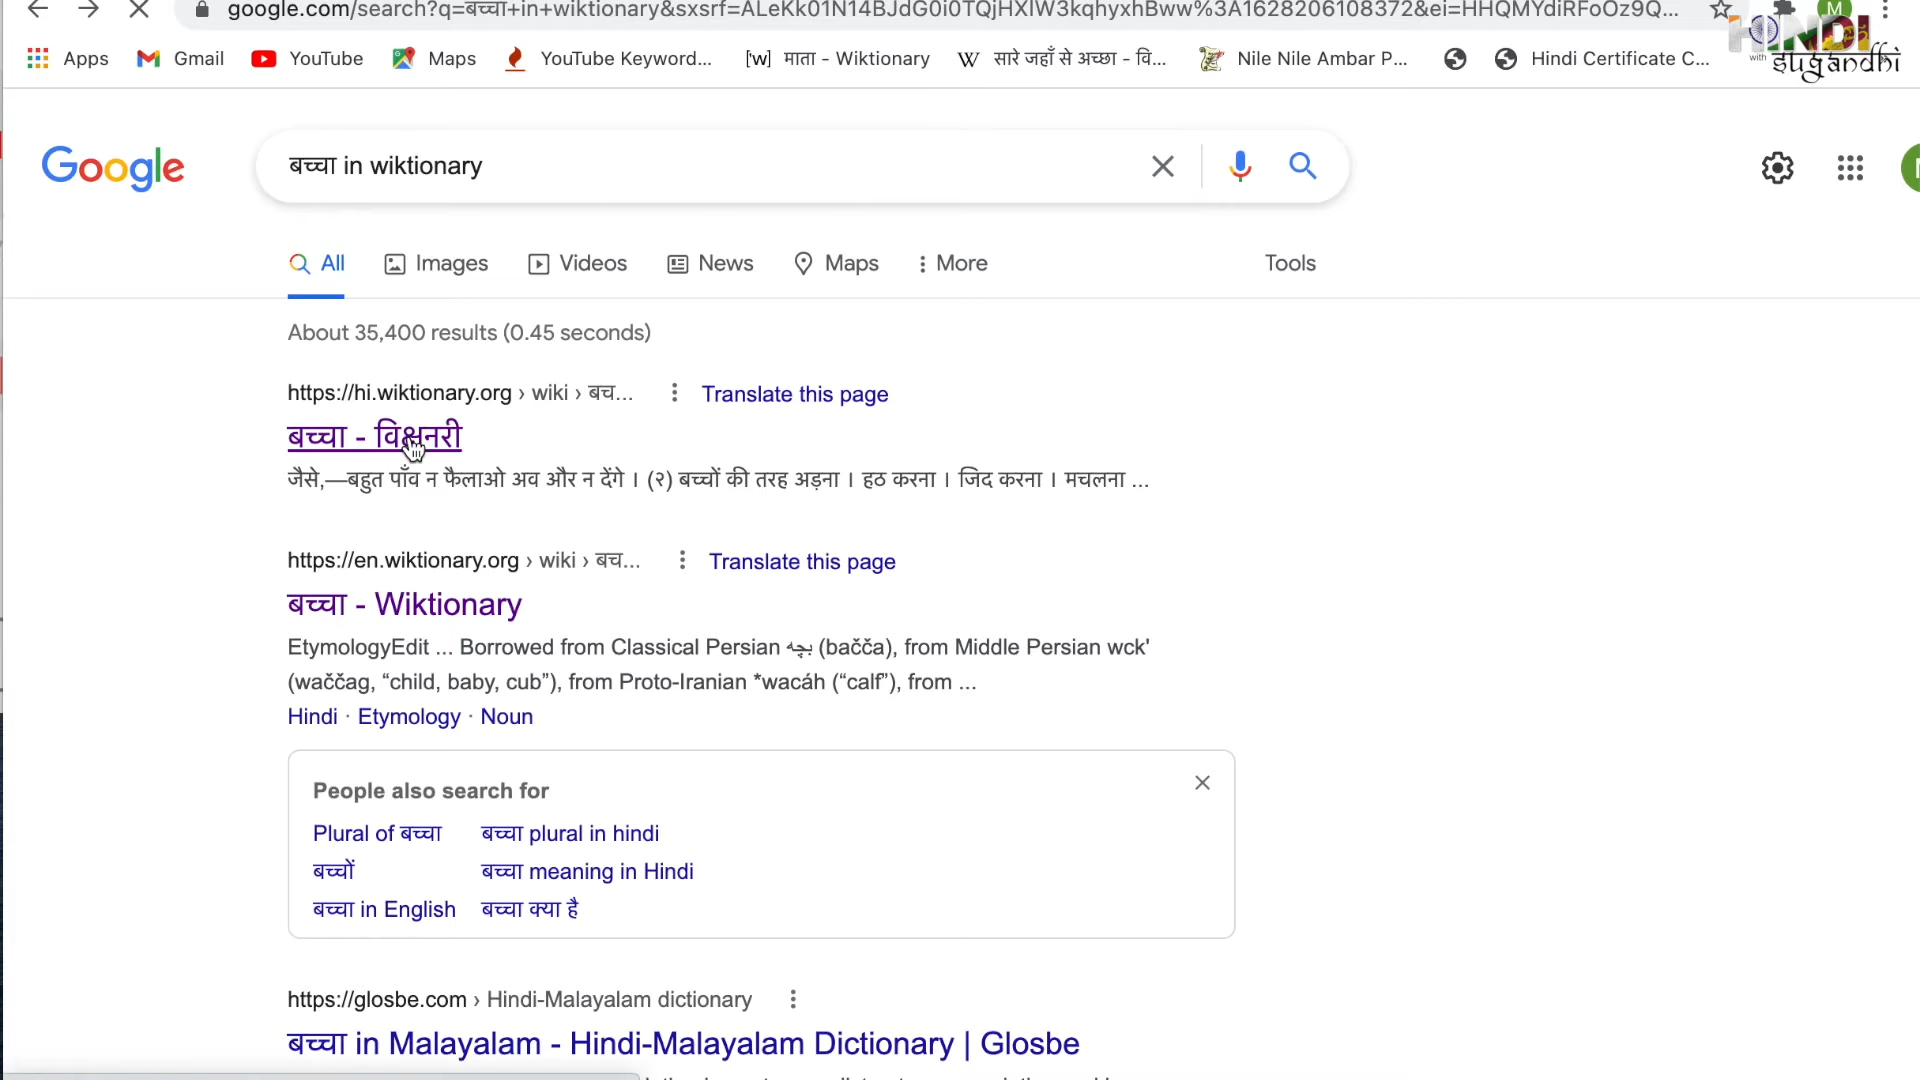 google.com/search?q=बच्चा+in+wiktionary&sxsrf=ALeKk01N14BJdG0i0TQjHXlW3kqhyxhBww%3A1628206108372&ei=HHQMYdiRFoOz9Q...
M
Apps Gmail YouTube Maps YouTube Keyword... ['w] माता - Wiktionary W सारे जहाँ से अच्छा - वि... Nile Nile Ambar P... Hindi Certificate C...
HINDI
with sugandhi
Google
बच्चा in wiktionary
All Images Videos News Maps More Tools
About 35,400 results (0.45 seconds)
https://hi.wiktionary.org › wiki › बच... Translate this page
बच्चा - विक्षनरी
जैसे,—बहुत पाँव न फैलाओ अव और न देंगे । (२) बच्चों की तरह अड़ना । हठ करना । जिद करना । मचलना ...
https://en.wiktionary.org › wiki › बच... Translate this page
बच्चा - Wiktionary
EtymologyEdit ... Borrowed from Classical Persian بچه (bačča), from Middle Persian wck'
(waččag, “child, baby, cub”), from Proto-Iranian *wacáh (“calf”), from ...
Hindi · Etymology · Noun
People also search for
Plural of बच्चा बच्चा plural in hindi
बच्चों बच्चा meaning in Hindi
बच्चा in English बच्चा क्या है
https://glosbe.com › Hindi-Malayalam dictionary
बच्चा in Malayalam - Hindi-Malayalam Dictionary | Glosbe